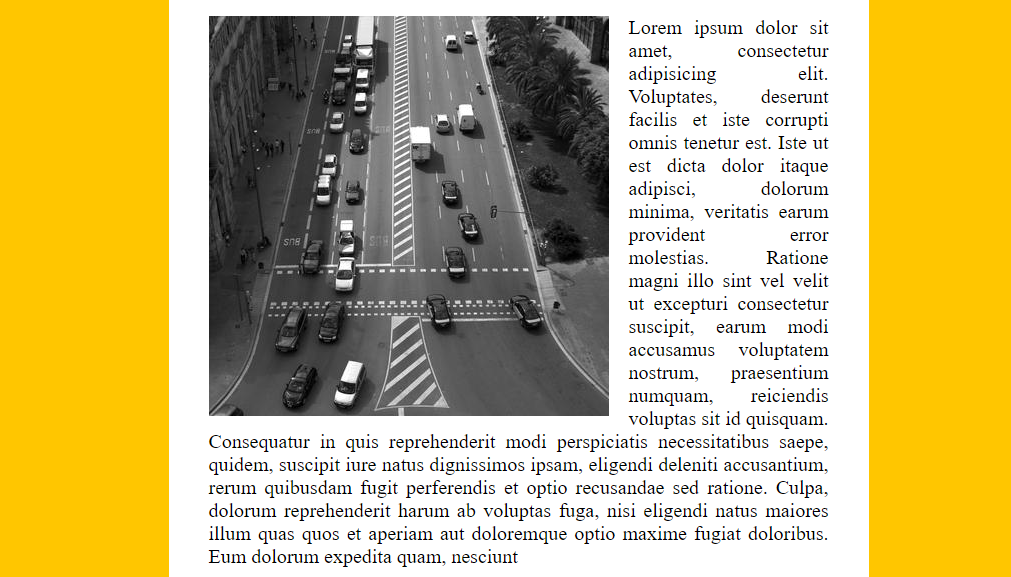 Lorem ipsum dolor sit
amet, consectetur
adipisicing elit.
Voluptates, deserunt
facilis et iste corrupti
omnis tenetur est. Iste ut
est dicta dolor itaque
adipisci, dolorum
minima, veritatis earum
provident error
molestias. Ratione
magni illo sint vel velit
ut excepturi consectetur
suscipit, earum modi
accusamus voluptatem
nostrum, praesentium
numquam, reiciendis
voluptas sit id quisquam.
Consequatur in quis reprehenderit modi perspiciatis necessitatibus saepe,
quidem, suscipit iure natus dignissimos ipsam, eligendi deleniti accusantium,
rerum quibusdam fugit perferendis et optio recusandae sed ratione. Culpa,
dolorum reprehenderit harum ab voluptas fuga, nisi eligendi natus maiores
illum quas quos et aperiam aut doloremque optio maxime fugiat doloribus.
Eum dolorum expedita quam, nesciunt
BUS
BUS
BUS
BUS